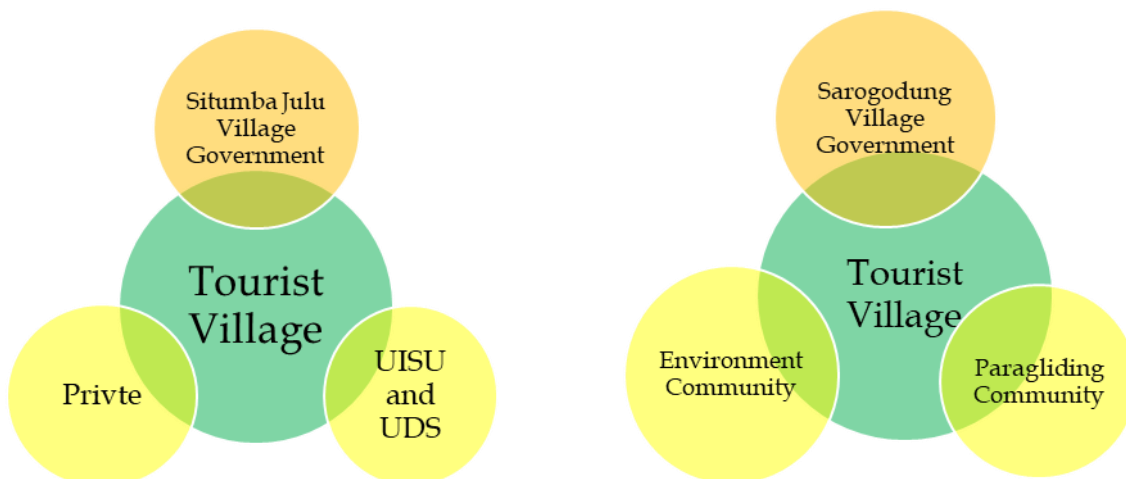 Situmba Julu
Village
Government
Tourist
Village
Privte
UISU
and
UDS
Sarogodung
Village
Government
Tourist
Village
Environment
Community
Paragliding
Community